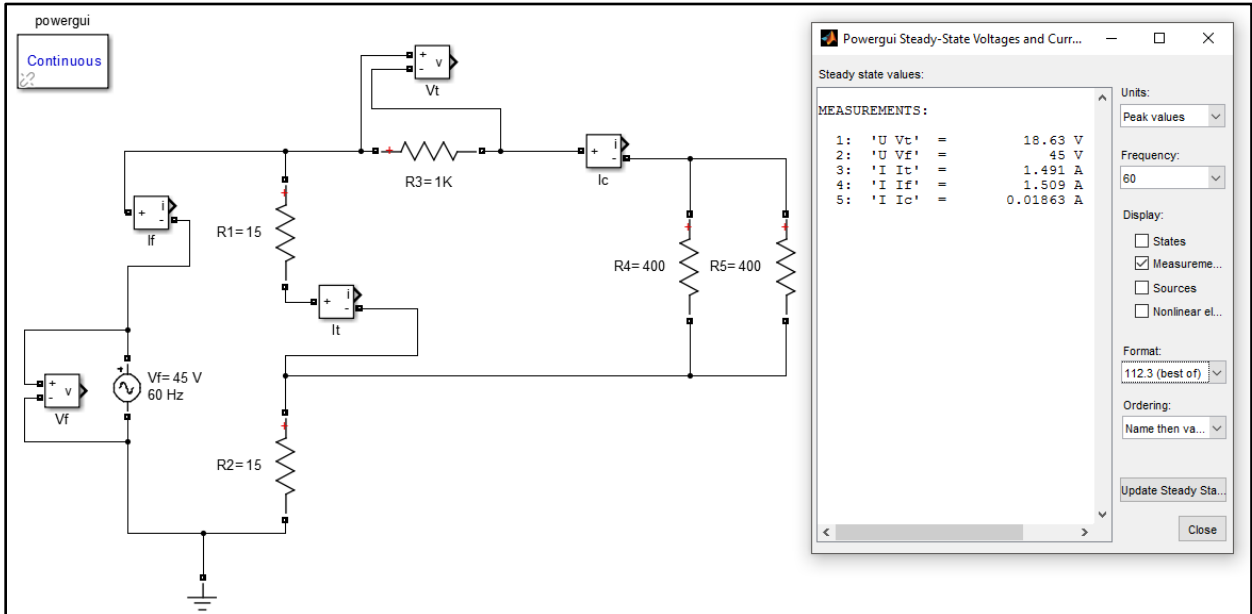 powergui
Continuous
+
-
v
Vt
R3=1K
+
-
i
Ic
+
-
i
If
R1=15
+
-
i
It
R4=400
R5=400
+
-
v
Vf
Vf=45 V
60 Hz
R2=15
Powergui Steady-State Voltages and Curr...
Steady state values:
MEASUREMENTS:
1: 'U Vt' = 18.63 V
2: 'U Vf' = 45 V
3: 'I It' = 1.491 A
4: 'I If' = 1.509 A
5: 'I Ic' = 0.01863 A
Units:
Peak values
Frequency:
60
Display:
States
Measureme...
Sources
Nonlinear el...
Format:
112.3 (best of)
Ordering:
Name then va...
Update Steady Sta...
Close